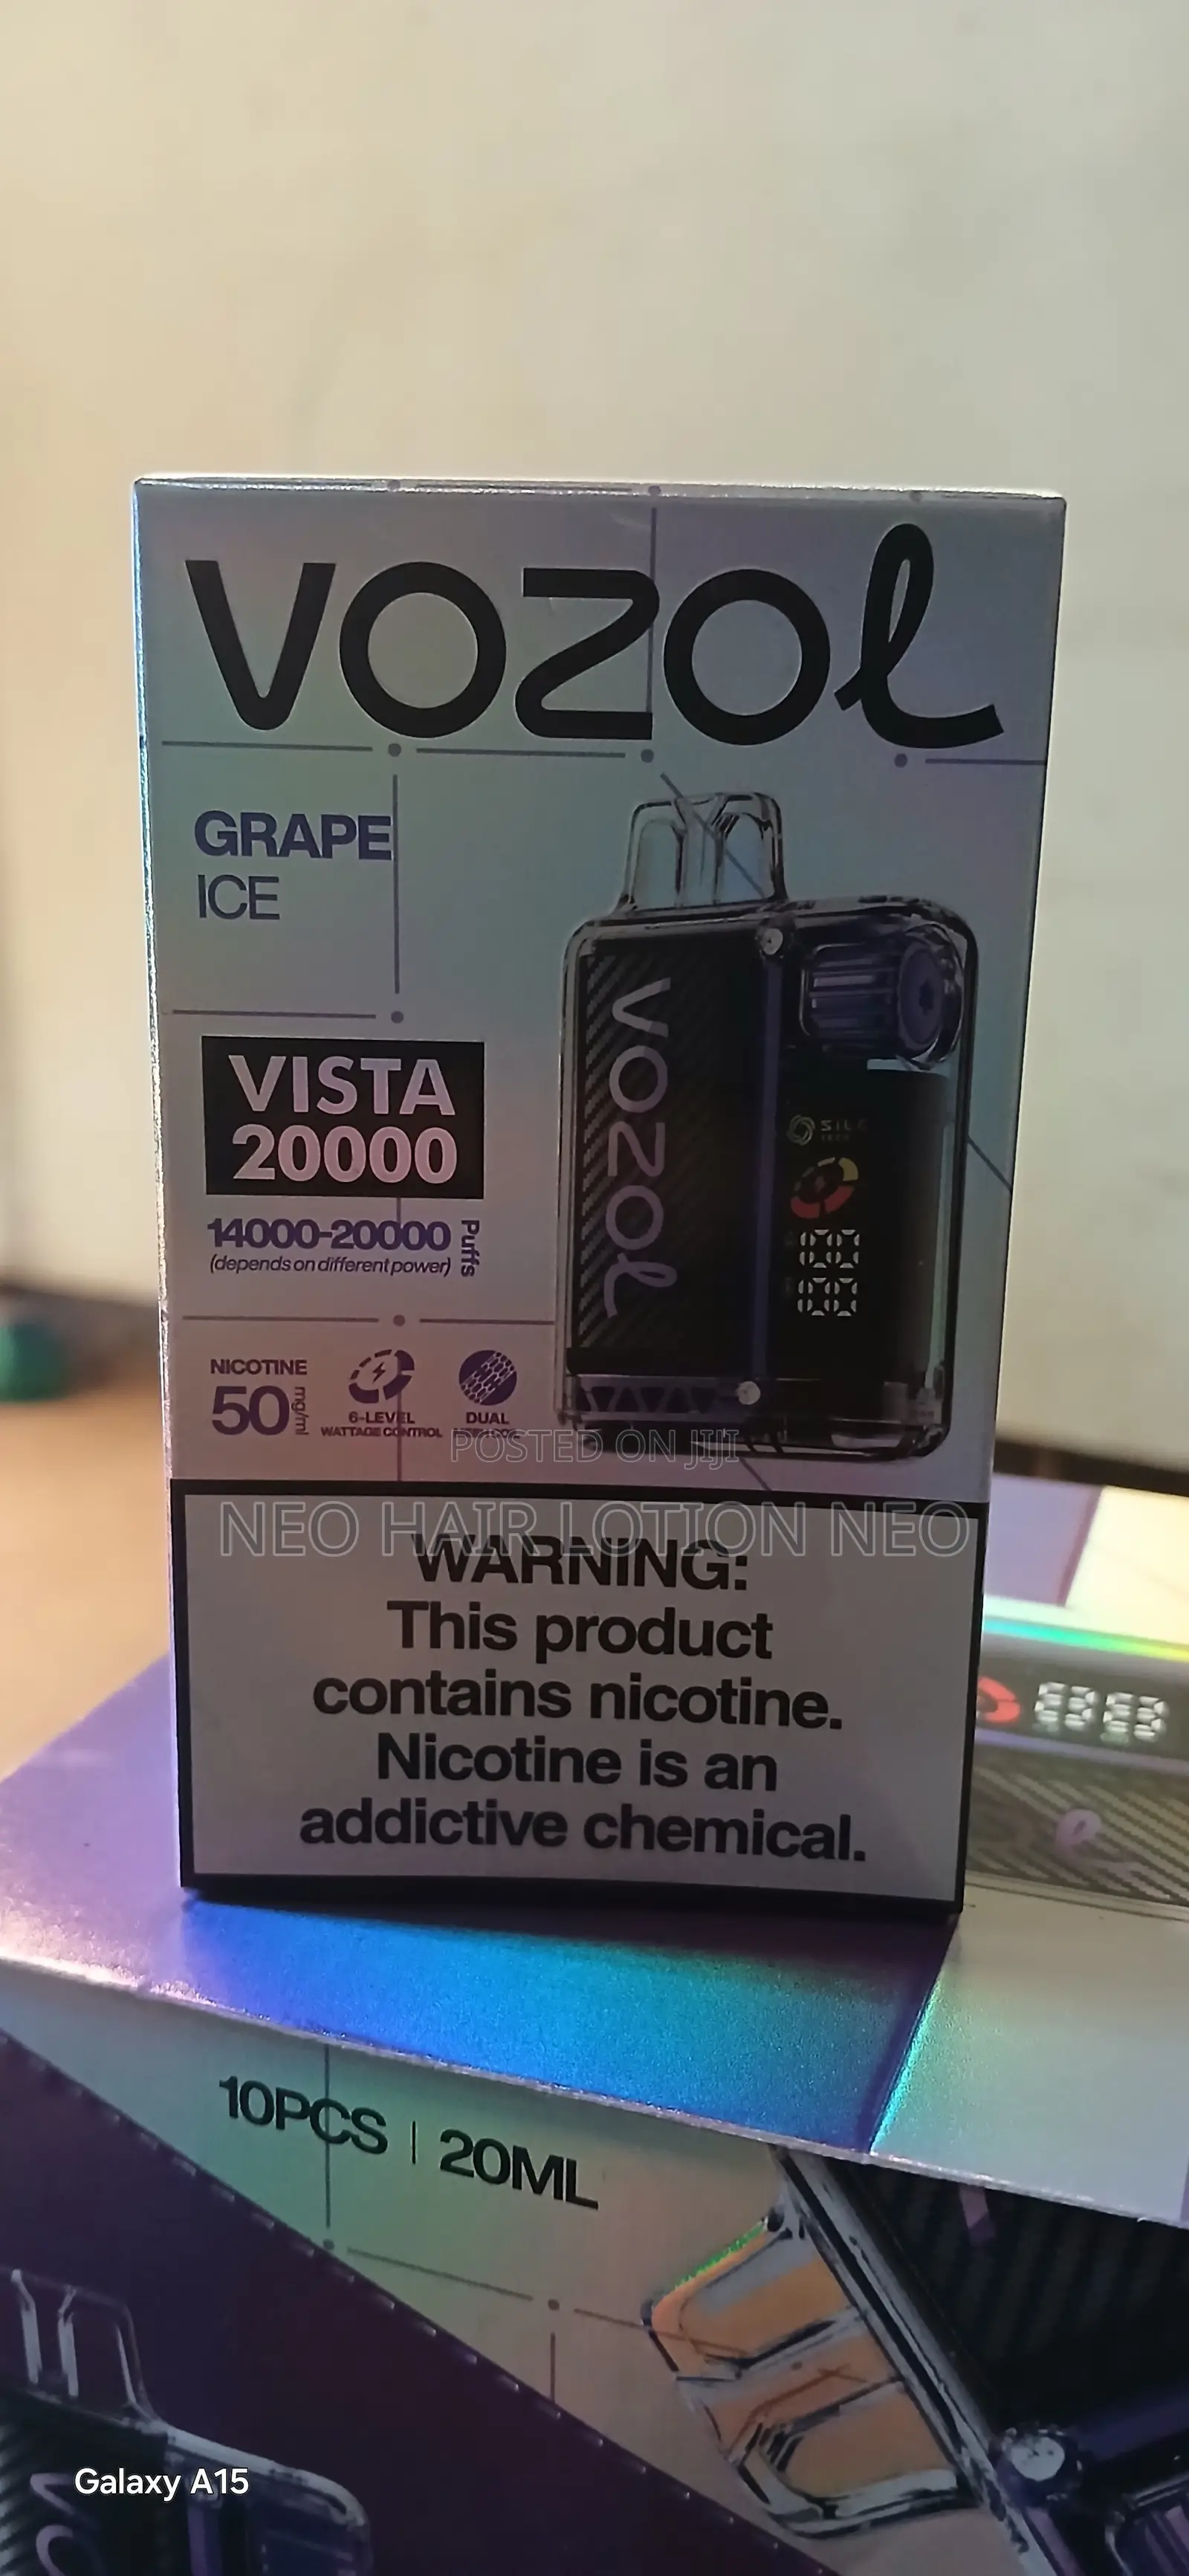 VOZOL
GRAPE
ICE
VISTA
20000
14000-20000 Puffs
(depends on different power)
NICOTINE
50 mg/ml
6-LEVEL
WATTAGE CONTROL
DUAL
VOZOL
POSTED ON JIJI
NEO HAIR LOTION NEO
WARNING:
This product
contains nicotine.
Nicotine is an
addictive chemical.
10PCS | 20ML
Galaxy A15